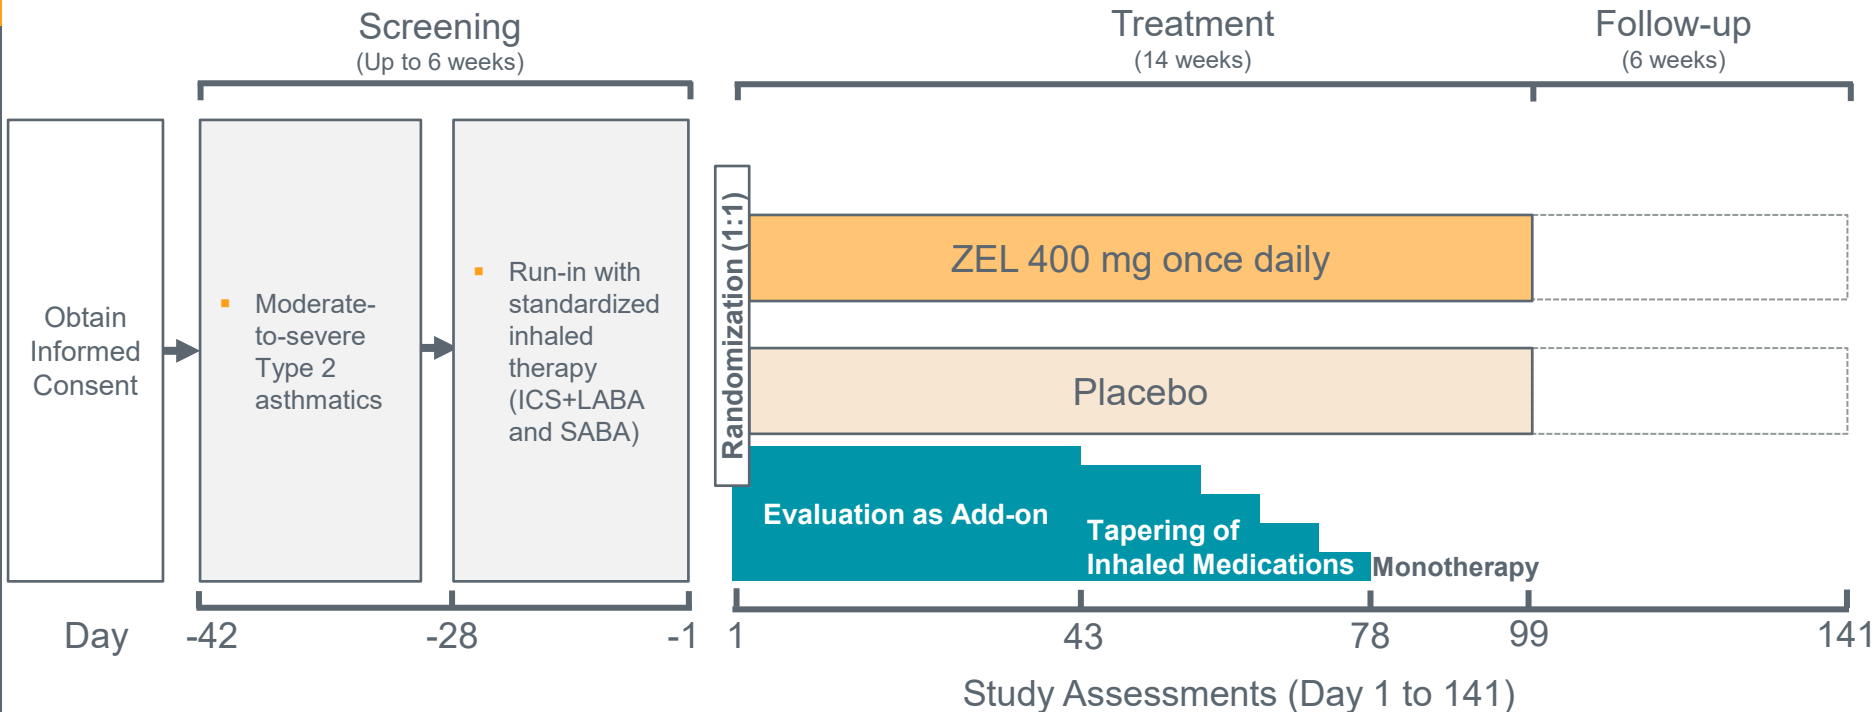 Screening
(Up to 6 weeks)
Treatment
(14 weeks)
Follow-up
(6 weeks)
Obtain
Informed
Consent
▪ Moderate-
to-severe
Type 2
asthmatics
▪ Run-in with
standardized
inhaled
therapy
(ICS+LABA
and SABA)
Randomization (1:1)
ZEL 400 mg once daily
Placebo
Evaluation as Add-on
Tapering of
Inhaled Medications
Monotherapy
Day -42 -28 -1 1 43 78 99 141
Study Assessments (Day 1 to 141)